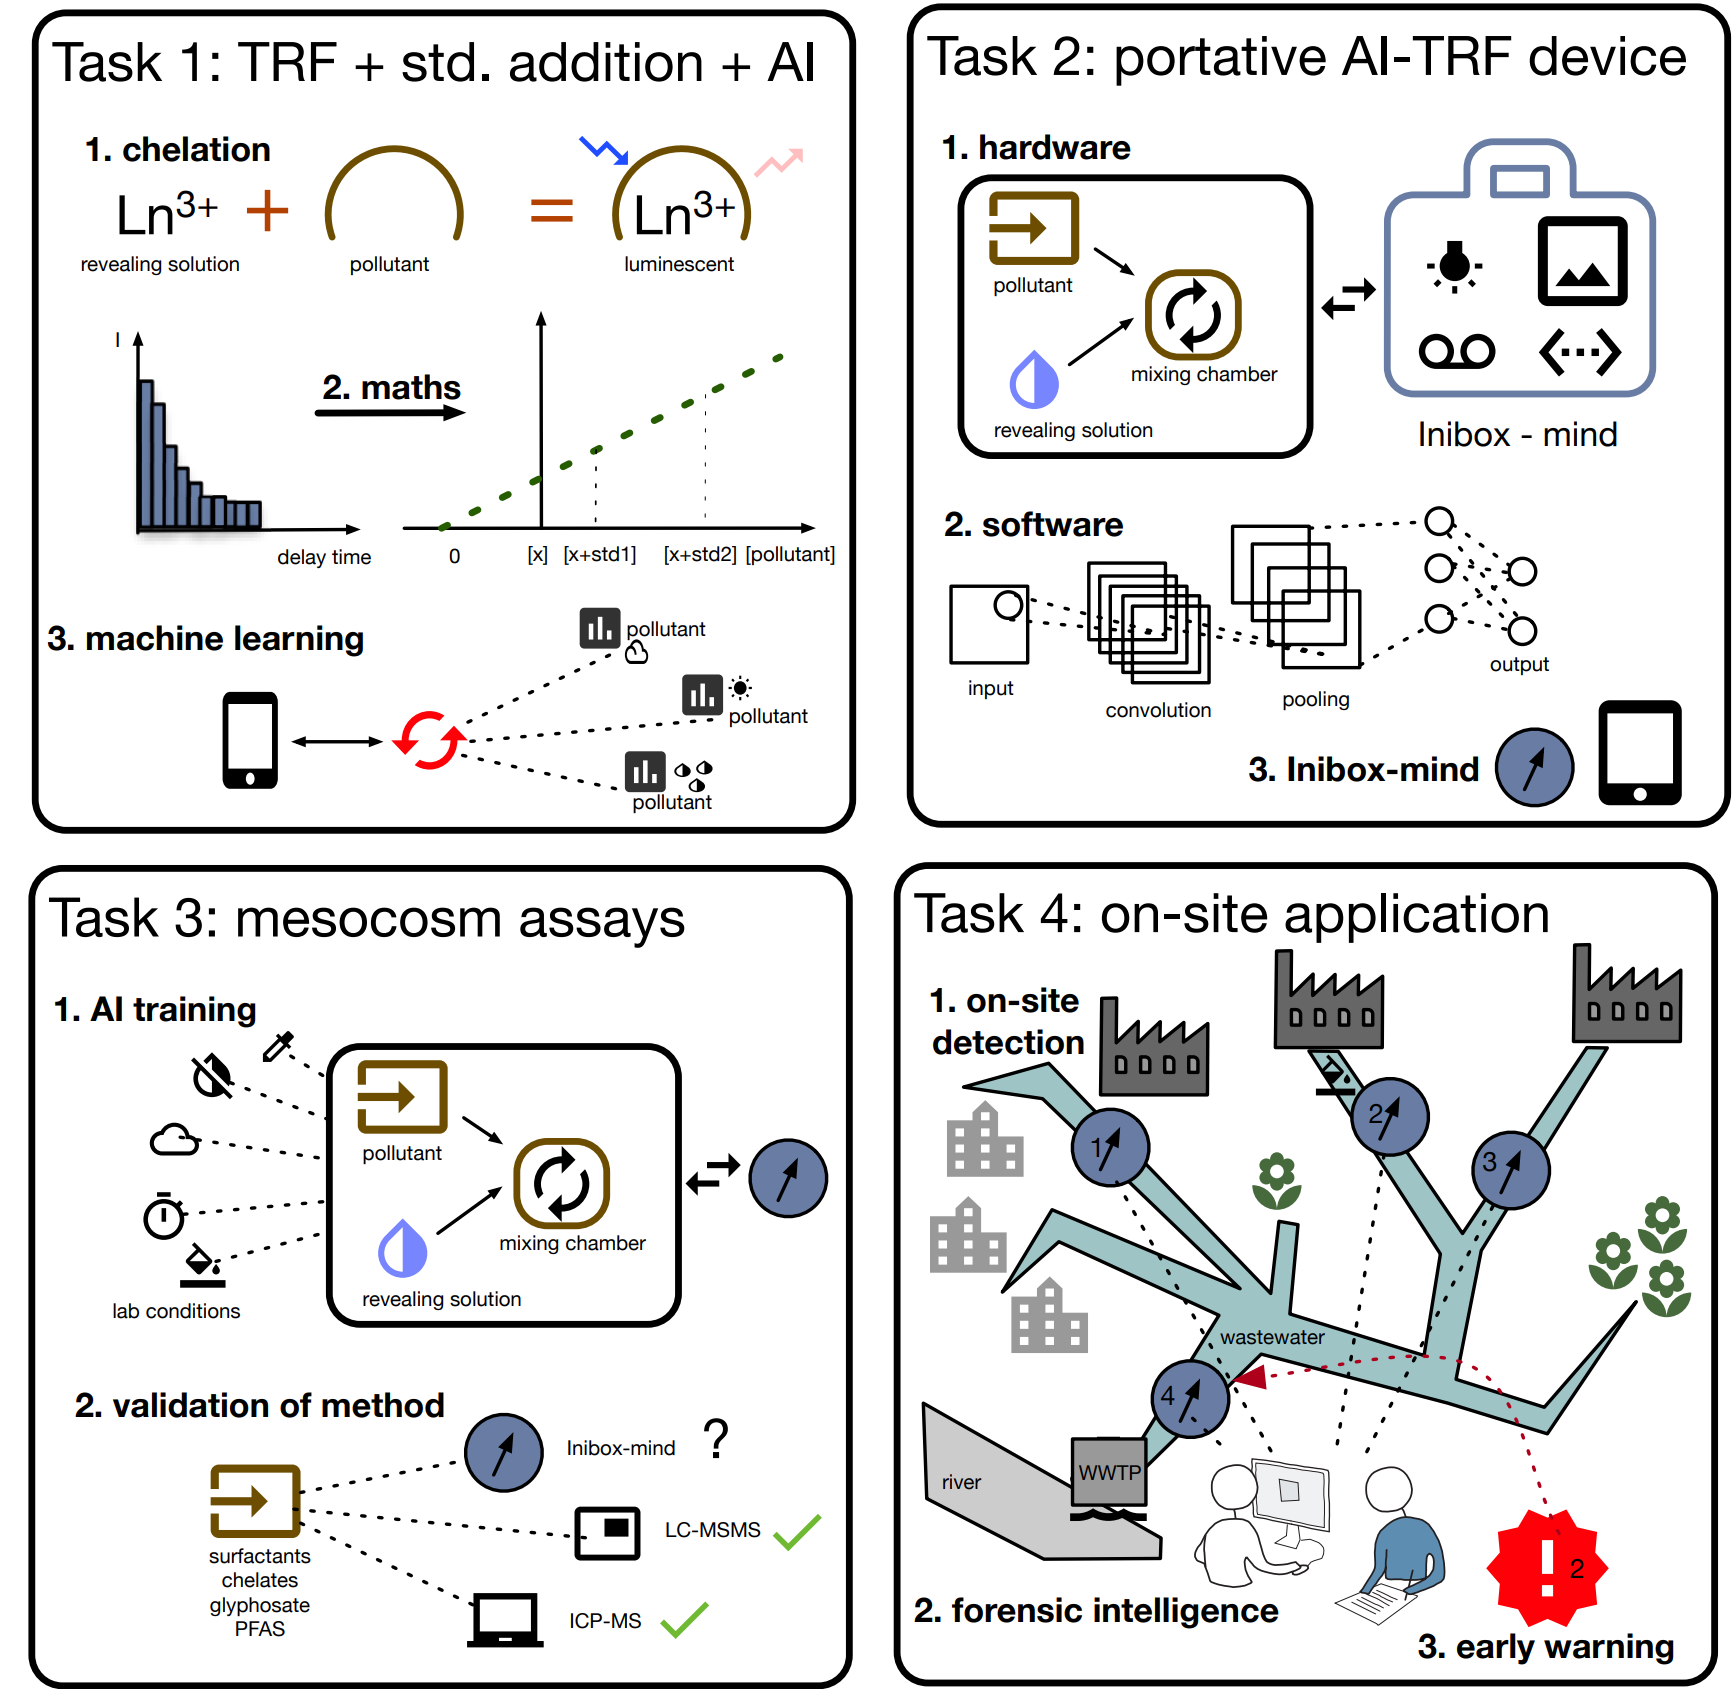 Task 1: TRF + std. addition + AI
1. chelation
Ln3+ + = Ln3+
revealing solution
pollutant
luminescent
I
2. maths
delay time
0
[x]
[x+std1]
[x+std2]
[pollutant]
3. machine learning
pollutant
pollutant
pollutant
Task 2: portative AI-TRF device
1. hardware
pollutant
mixing chamber
revealing solution
Inibox - mind
2. software
input
convolution
pooling
output
3. Inibox-mind
Task 3: mesocosm assays
1. AI training
pollutant
mixing chamber
revealing solution
lab conditions
2. validation of method
Inibox-mind ?
LC-MSMS
ICP-MS
surfactants
chelates
glyphosate
PFAS
Task 4: on-site application
1. on-site
detection
1
2
3
wastewater
4
river
WWTP
! 2
2. forensic intelligence
3. early warning